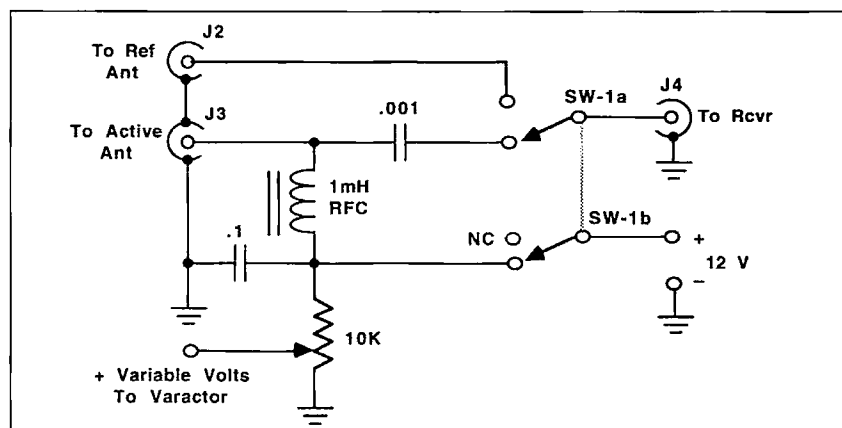 J2
To Ref
Ant
J3
To Active
Ant
.001
SW-1a
J4
To Rcvr
1mH
RFC
.1
NC
SW-1b
+
12 V
–
10K
+ Variable Volts
To Varactor